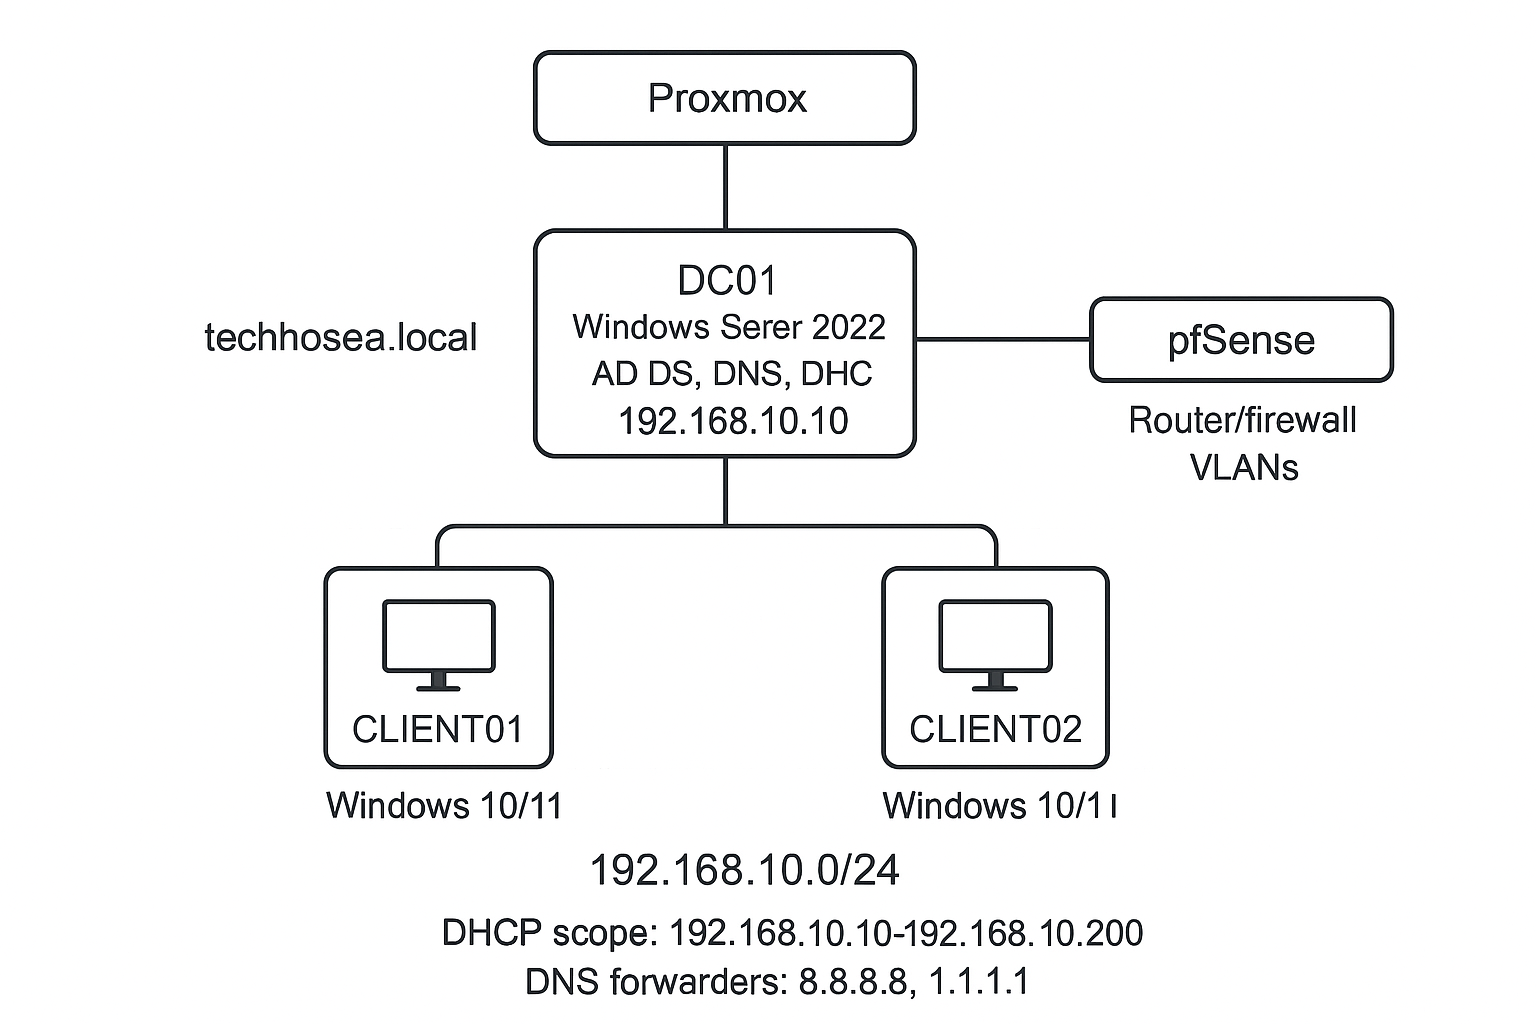 Proxmox
DC01
Windows Serer 2022
AD DS, DNS, DHC
192.168.10.10
techhosea.local
pfSense
Router/firewall
VLANs
CLIENT01
Windows 10/11
CLIENT02
Windows 10/11
192.168.10.0/24
DHCP scope: 192.168.10.10-192.168.10.200
DNS forwarders: 8.8.8.8, 1.1.1.1